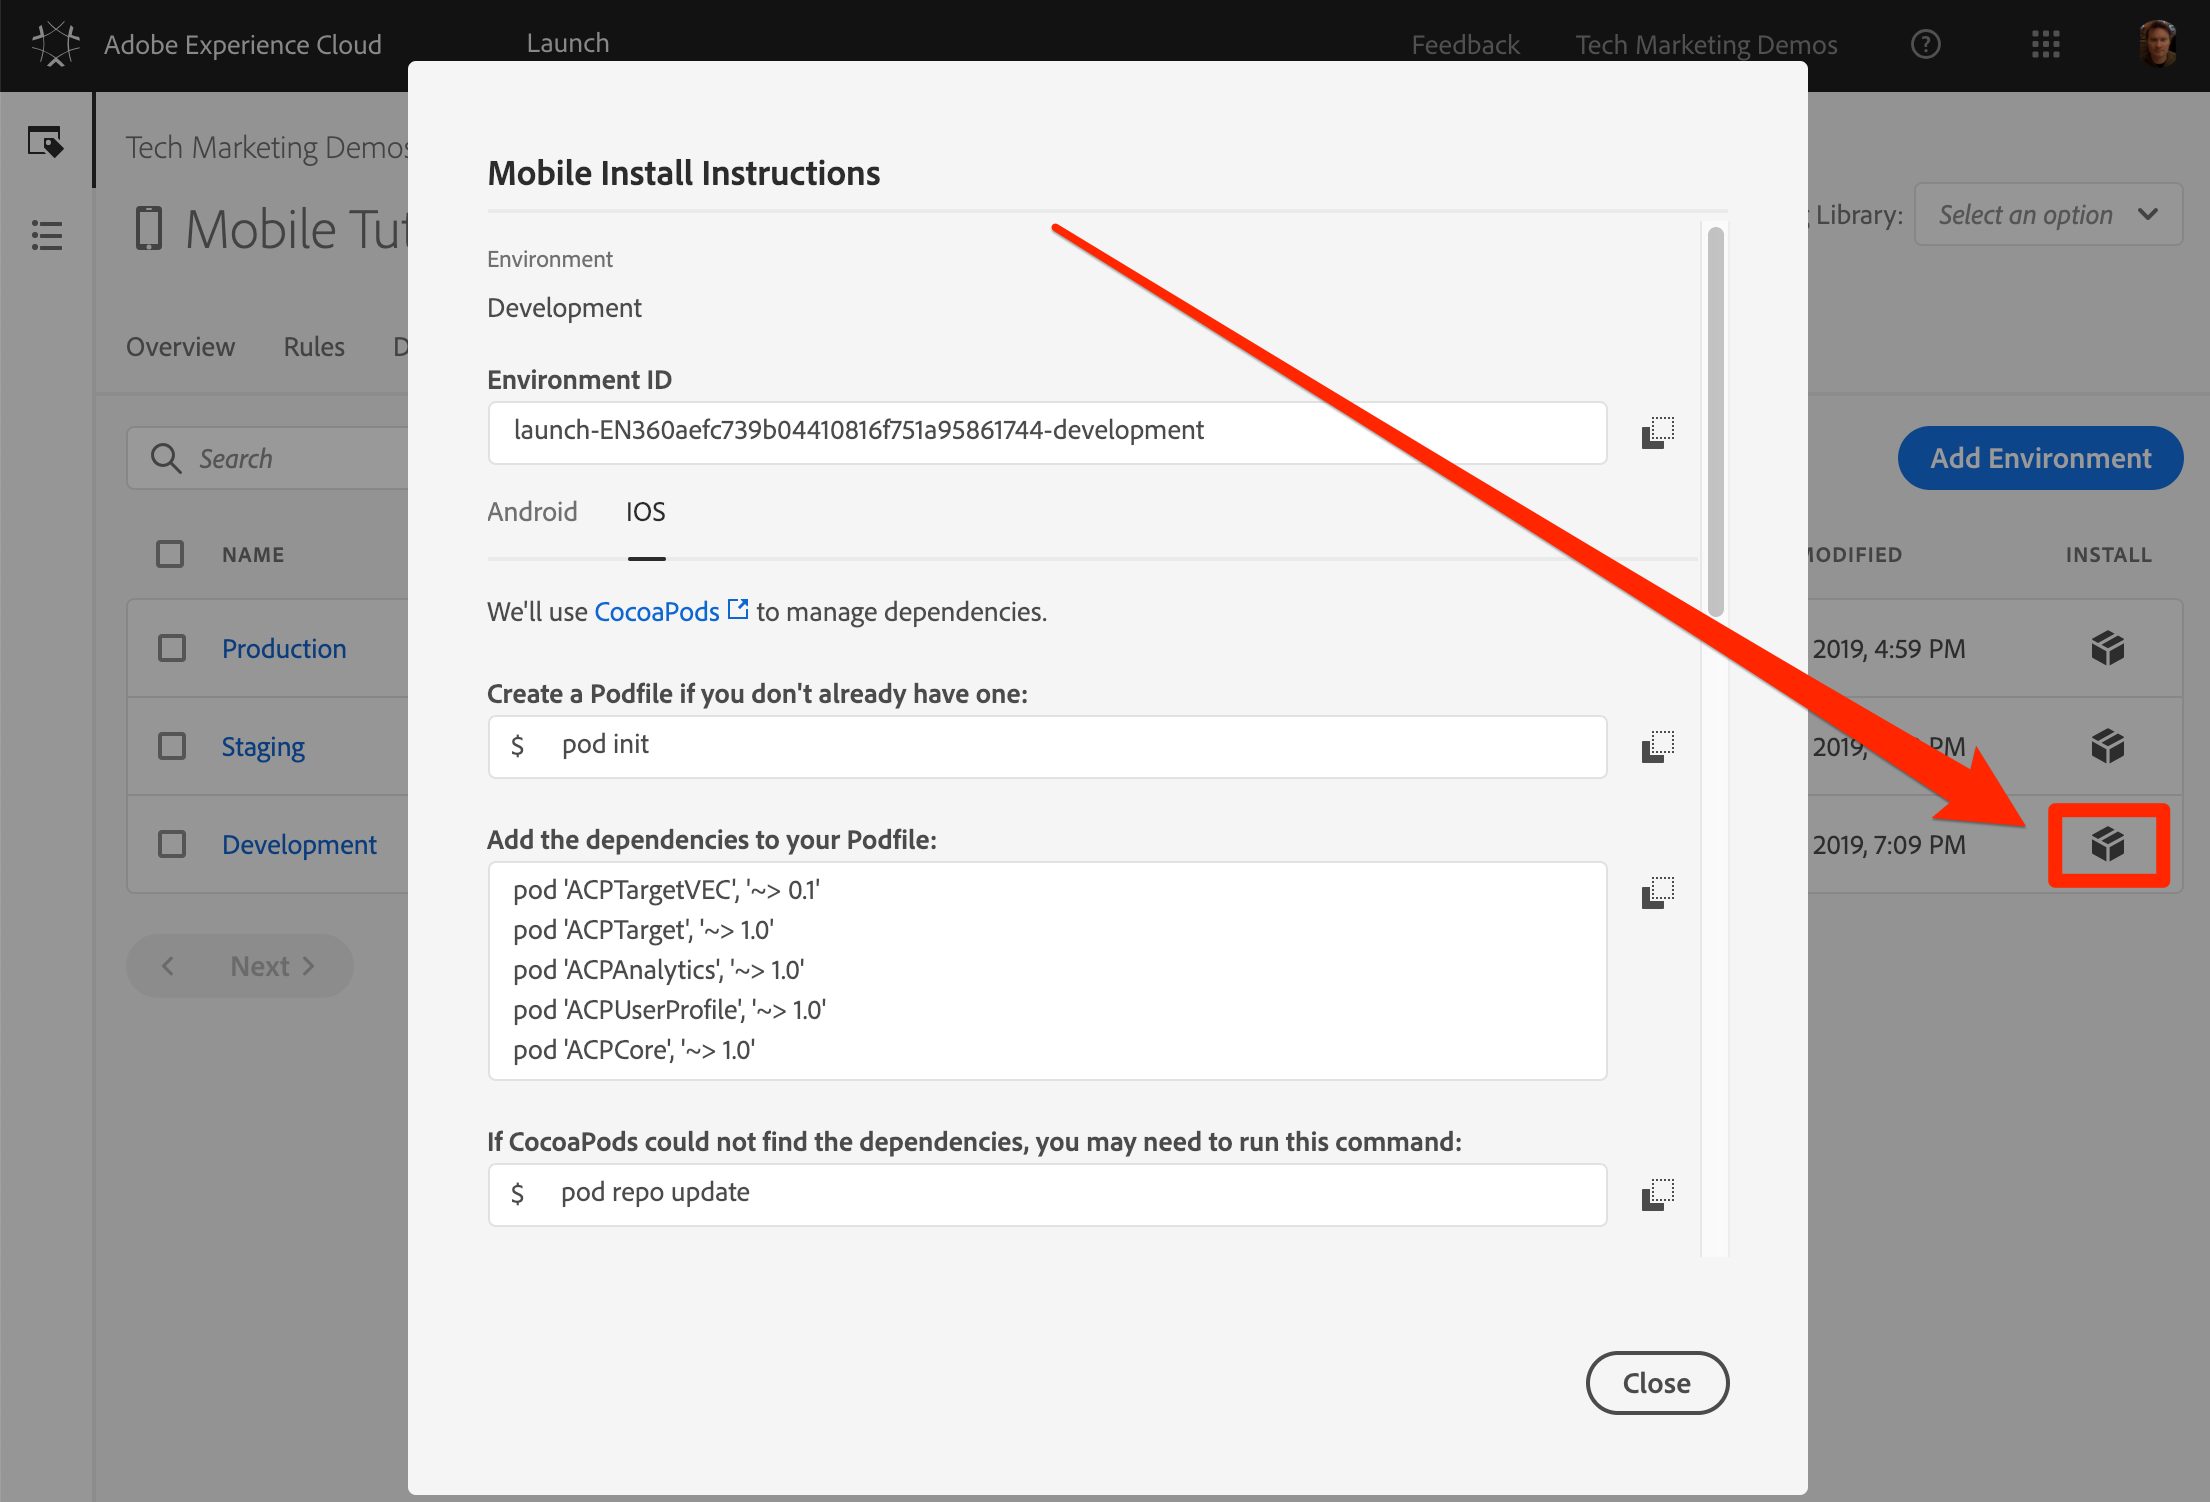 Adobe Experience Cloud
Launch
Feedback
Tech Marketing Demos
Tech Marketing Demos
Mobile Tut
Library:
Select an option
Overview
Rules
Search
Add Environment
NAME
MODIFIED
INSTALL
Production
2019, 4:59 PM
Staging
2019, PM
Development
2019, 7:09 PM
Next
Mobile Install Instructions
Environment
Development
Environment ID
launch-EN360aefc739b04410816f751a95861744-development
Android
IOS
We'll use CocoaPods to manage dependencies.
Create a Podfile if you don't already have one:
$ pod init
Add the dependencies to your Podfile:
pod 'ACPTargetVEC', '~> 0.1'
pod 'ACPTarget', '~> 1.0'
pod 'ACPAnalytics', '~> 1.0'
pod 'ACPUserProfile', '~> 1.0'
pod 'ACPCore', '~> 1.0'
If CocoaPods could not find the dependencies, you may need to run this command:
$ pod repo update
Close